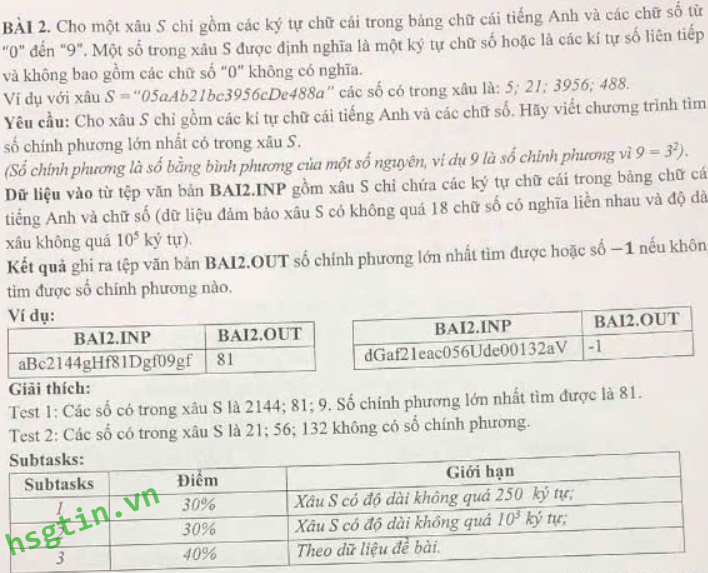 BÀI 2. Cho một xâu S chỉ gồm các ký tự chữ cái trong bảng chữ cái tiếng Anh và các chữ số từ
"0" đến "9". Một số trong xâu S được định nghĩa là một ký tự chữ số hoặc là các kí tự số liên tiếp
và không bao gồm các chữ số "0" không có nghĩa.
Ví dụ với xâu S = "05aAb21bc3956cDe488a" các số có trong xâu là: 5; 21; 3956; 488.
Yêu cầu: Cho xâu S chỉ gồm các kí tự chữ cái tiếng Anh và các chữ số. Hãy viết chương trình tìm
số chính phương lớn nhất có trong xâu S.
(Số chính phương là số bằng bình phương của một số nguyên, ví dụ 9 là số chính phương vì 9 = 3²).
Dữ liệu vào từ tệp văn bản BAI2.INP gồm xâu S chỉ chứa các ký tự chữ cái trong bảng chữ cá
tiếng Anh và chữ số (dữ liệu đảm bảo xâu S có không quá 18 chữ số có nghĩa liền nhau và độ dà
xâu không quá 10⁵ ký tự).
Kết quả ghi ra tệp văn bản BAI2.OUT số chính phương lớn nhất tìm được hoặc số −1 nếu khôn
tìm được số chính phương nào.
Ví dụ:
BAI2.INP BAI2.OUT BAI2.INP BAI2.OUT
aBc2144gHf81Dgf09gf 81 dGaf21eac056Ude00132aV -1
Giải thích:
Test 1: Các số có trong xâu S là 2144; 81; 9. Số chính phương lớn nhất tìm được là 81.
Test 2: Các số có trong xâu S là 21; 56; 132 không có số chính phương.
Subtasks:
Subtasks Điểm Giới hạn
1 30% Xâu S có độ dài không quá 250 ký tự;
30% Xâu S có độ dài không quá 10³ ký tự;
3 40% Theo dữ liệu đề bài.
hsgtin.vn